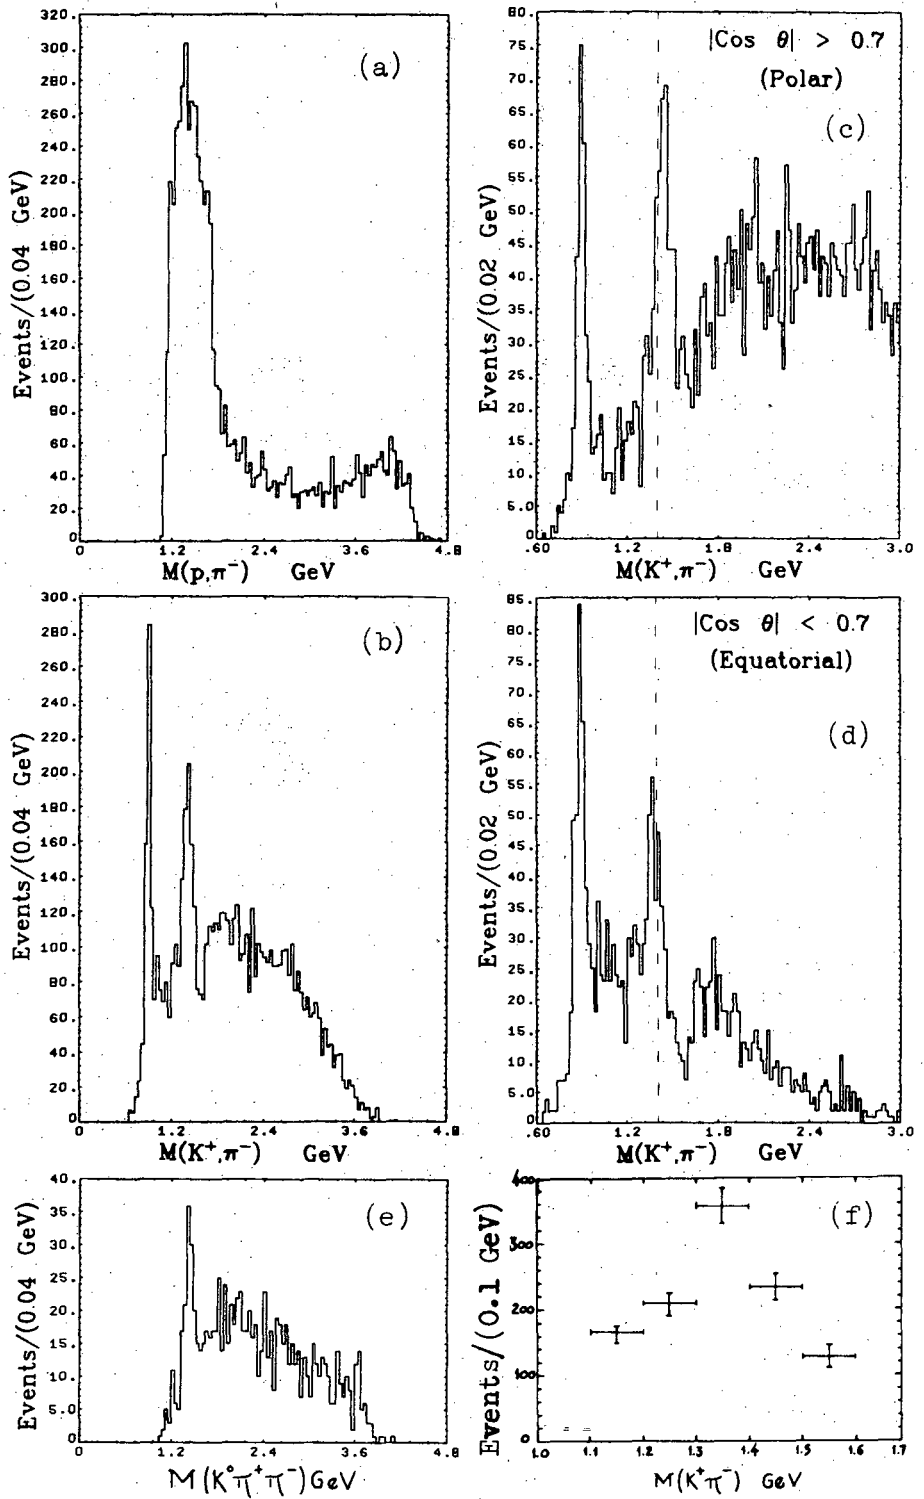 320.
300.
280.
260.
240.
220.
200.
180.
160.
140.
120.
100.
80.
60.
40.
20.
0
Events/(0.04 GeV)
(a)
0 1.2 2.4 3.6 4.8
M(p,π⁻) GeV
80.
75.
70.
65.
60.
55.
50.
45.
40.
35.
30.
25.
20.
15.
10.
5.0
0
Events/(0.02 GeV)
|Cos θ| > 0.7
(Polar)
(c)
.60 1.2 1.8 2.4 3.0
M(K⁺,π⁻) GeV
300.
280.
260.
240.
220.
200.
180.
160.
140.
120.
100.
80.
60.
40.
20.
0
Events/(0.04 GeV)
(b)
0 1.2 2.4 3.6 4.8
M(K⁺,π⁻) GeV
85.
80.
75.
70.
65.
60.
55.
50.
45.
40.
35.
30.
25.
20.
15.
10.
5.0
0
Events/(0.02 GeV)
|Cos θ| < 0.7
(Equatorial)
(d)
.60 1.2 1.8 2.4 3.0
M(K⁺,π⁻) GeV
40.
35.
30.
25.
20.
15.
10.
5.0
0
Events/(0.04 GeV)
(e)
0 1.2 2.4 3.6 4.8
M(K°π⁺π⁻)GeV
400
300
200
100
0
Events/(0.1 GeV)
(f)
1.0 1.1 1.2 1.3 1.4 1.5 1.6 1.7
M(K⁺π⁻) GeV